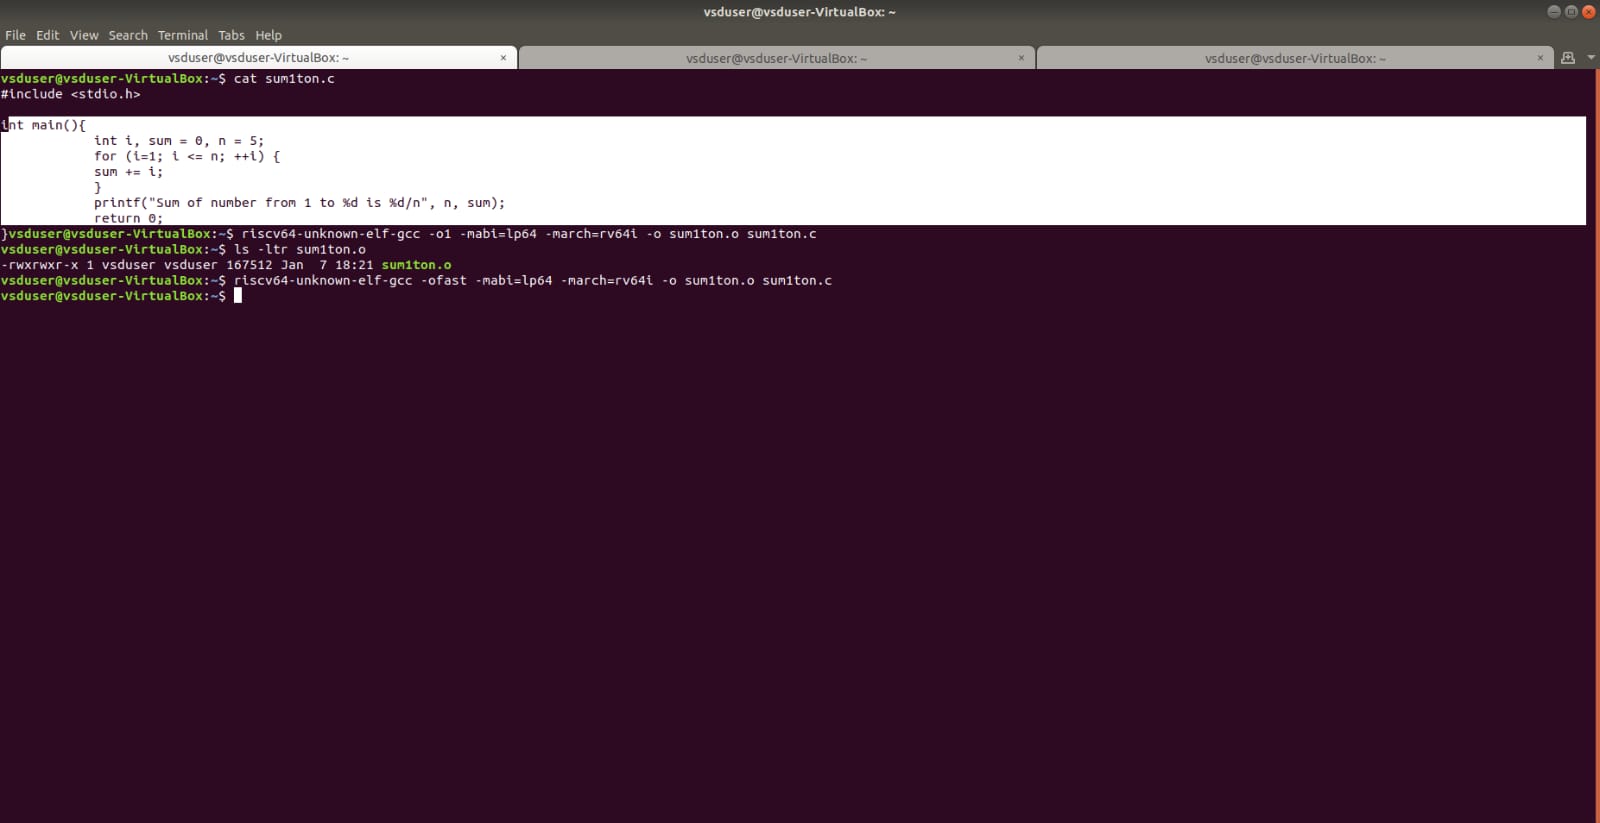 vsduser@vsduser-VirtualBox: ~
File Edit View Search Terminal Tabs Help
vsduser@vsduser-VirtualBox: ~ × vsduser@vsduser-VirtualBox: ~ × vsduser@vsduser-VirtualBox: ~ ×
vsduser@vsduser-VirtualBox:~$ cat sum1ton.c
#include <stdio.h>
int main(){
int i, sum = 0, n = 5;
for (i=1; i <= n; ++i) {
sum += i;
}
printf("Sum of number from 1 to %d is %d/n", n, sum);
return 0;
}vsduser@vsduser-VirtualBox:~$ riscv64-unknown-elf-gcc -o1 -mabi=lp64 -march=rv64i -o sum1ton.o sum1ton.c
vsduser@vsduser-VirtualBox:~$ ls -ltr sum1ton.o
-rwxrwxr-x 1 vsduser vsduser 167512 Jan  7 18:21 sum1ton.o
vsduser@vsduser-VirtualBox:~$ riscv64-unknown-elf-gcc -ofast -mabi=lp64 -march=rv64i -o sum1ton.o sum1ton.c
vsduser@vsduser-VirtualBox:~$